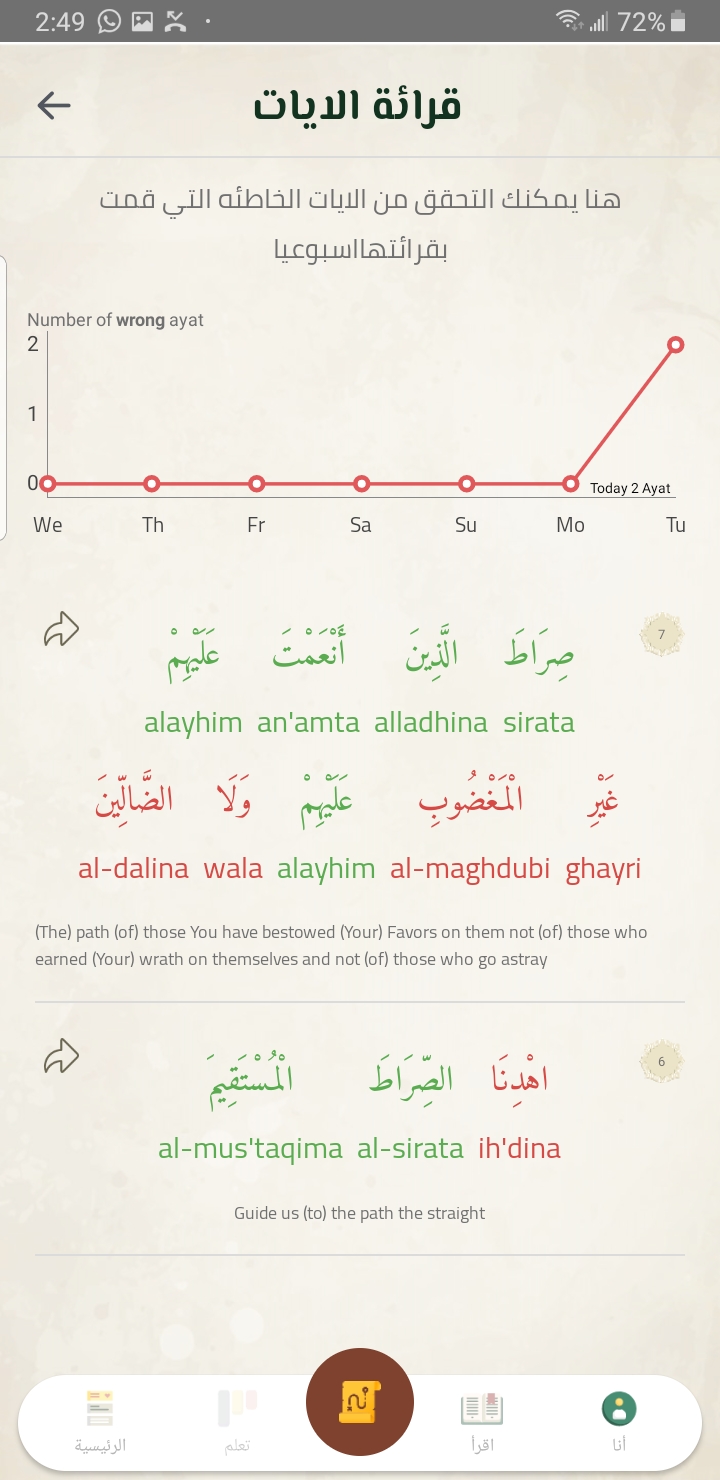 2:49 72%
قرائة الايات
هنا يمكنك التحقق من الايات الخاطئه التي قمت
بقرائتهااسبوعيا
Number of wrong ayat
2
1
0
Today 2 Ayat
We Th Fr Sa Su Mo Tu
7
صِرَاطَ الَّذِينَ أَنْعَمْتَ عَلَيْهِمْ
alayhim an'amta alladhina sirata
غَيْرِ الْمَغْضُوبِ عَلَيْهِمْ وَلَا الضَّالِّينَ
al-dalina wala alayhim al-maghdubi ghayri
(The) path (of) those You have bestowed (Your) Favors on them not (of) those who
earned (Your) wrath on themselves and not (of) those who go astray
6
اهْدِنَا الصِّرَاطَ الْمُسْتَقِيمَ
al-mus'taqima al-sirata ih'dina
Guide us (to) the path the straight
أنا اقرأ تعلم الرئيسية